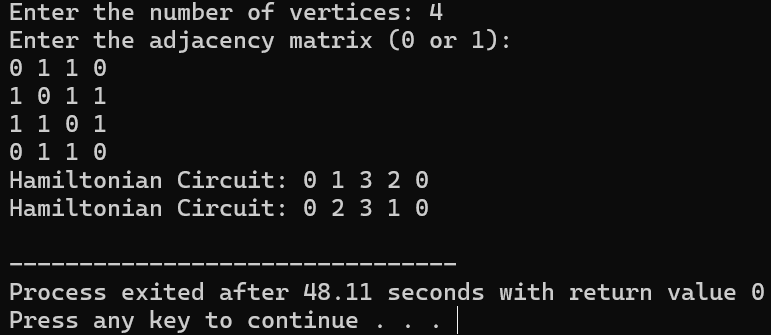 Enter the number of vertices: 4
Enter the adjacency matrix (0 or 1):
0 1 1 0
1 0 1 1
1 1 0 1
0 1 1 0
Hamiltonian Circuit: 0 1 3 2 0
Hamiltonian Circuit: 0 2 3 1 0
--------------------------------
Process exited after 48.11 seconds with return value 0
Press any key to continue . . .